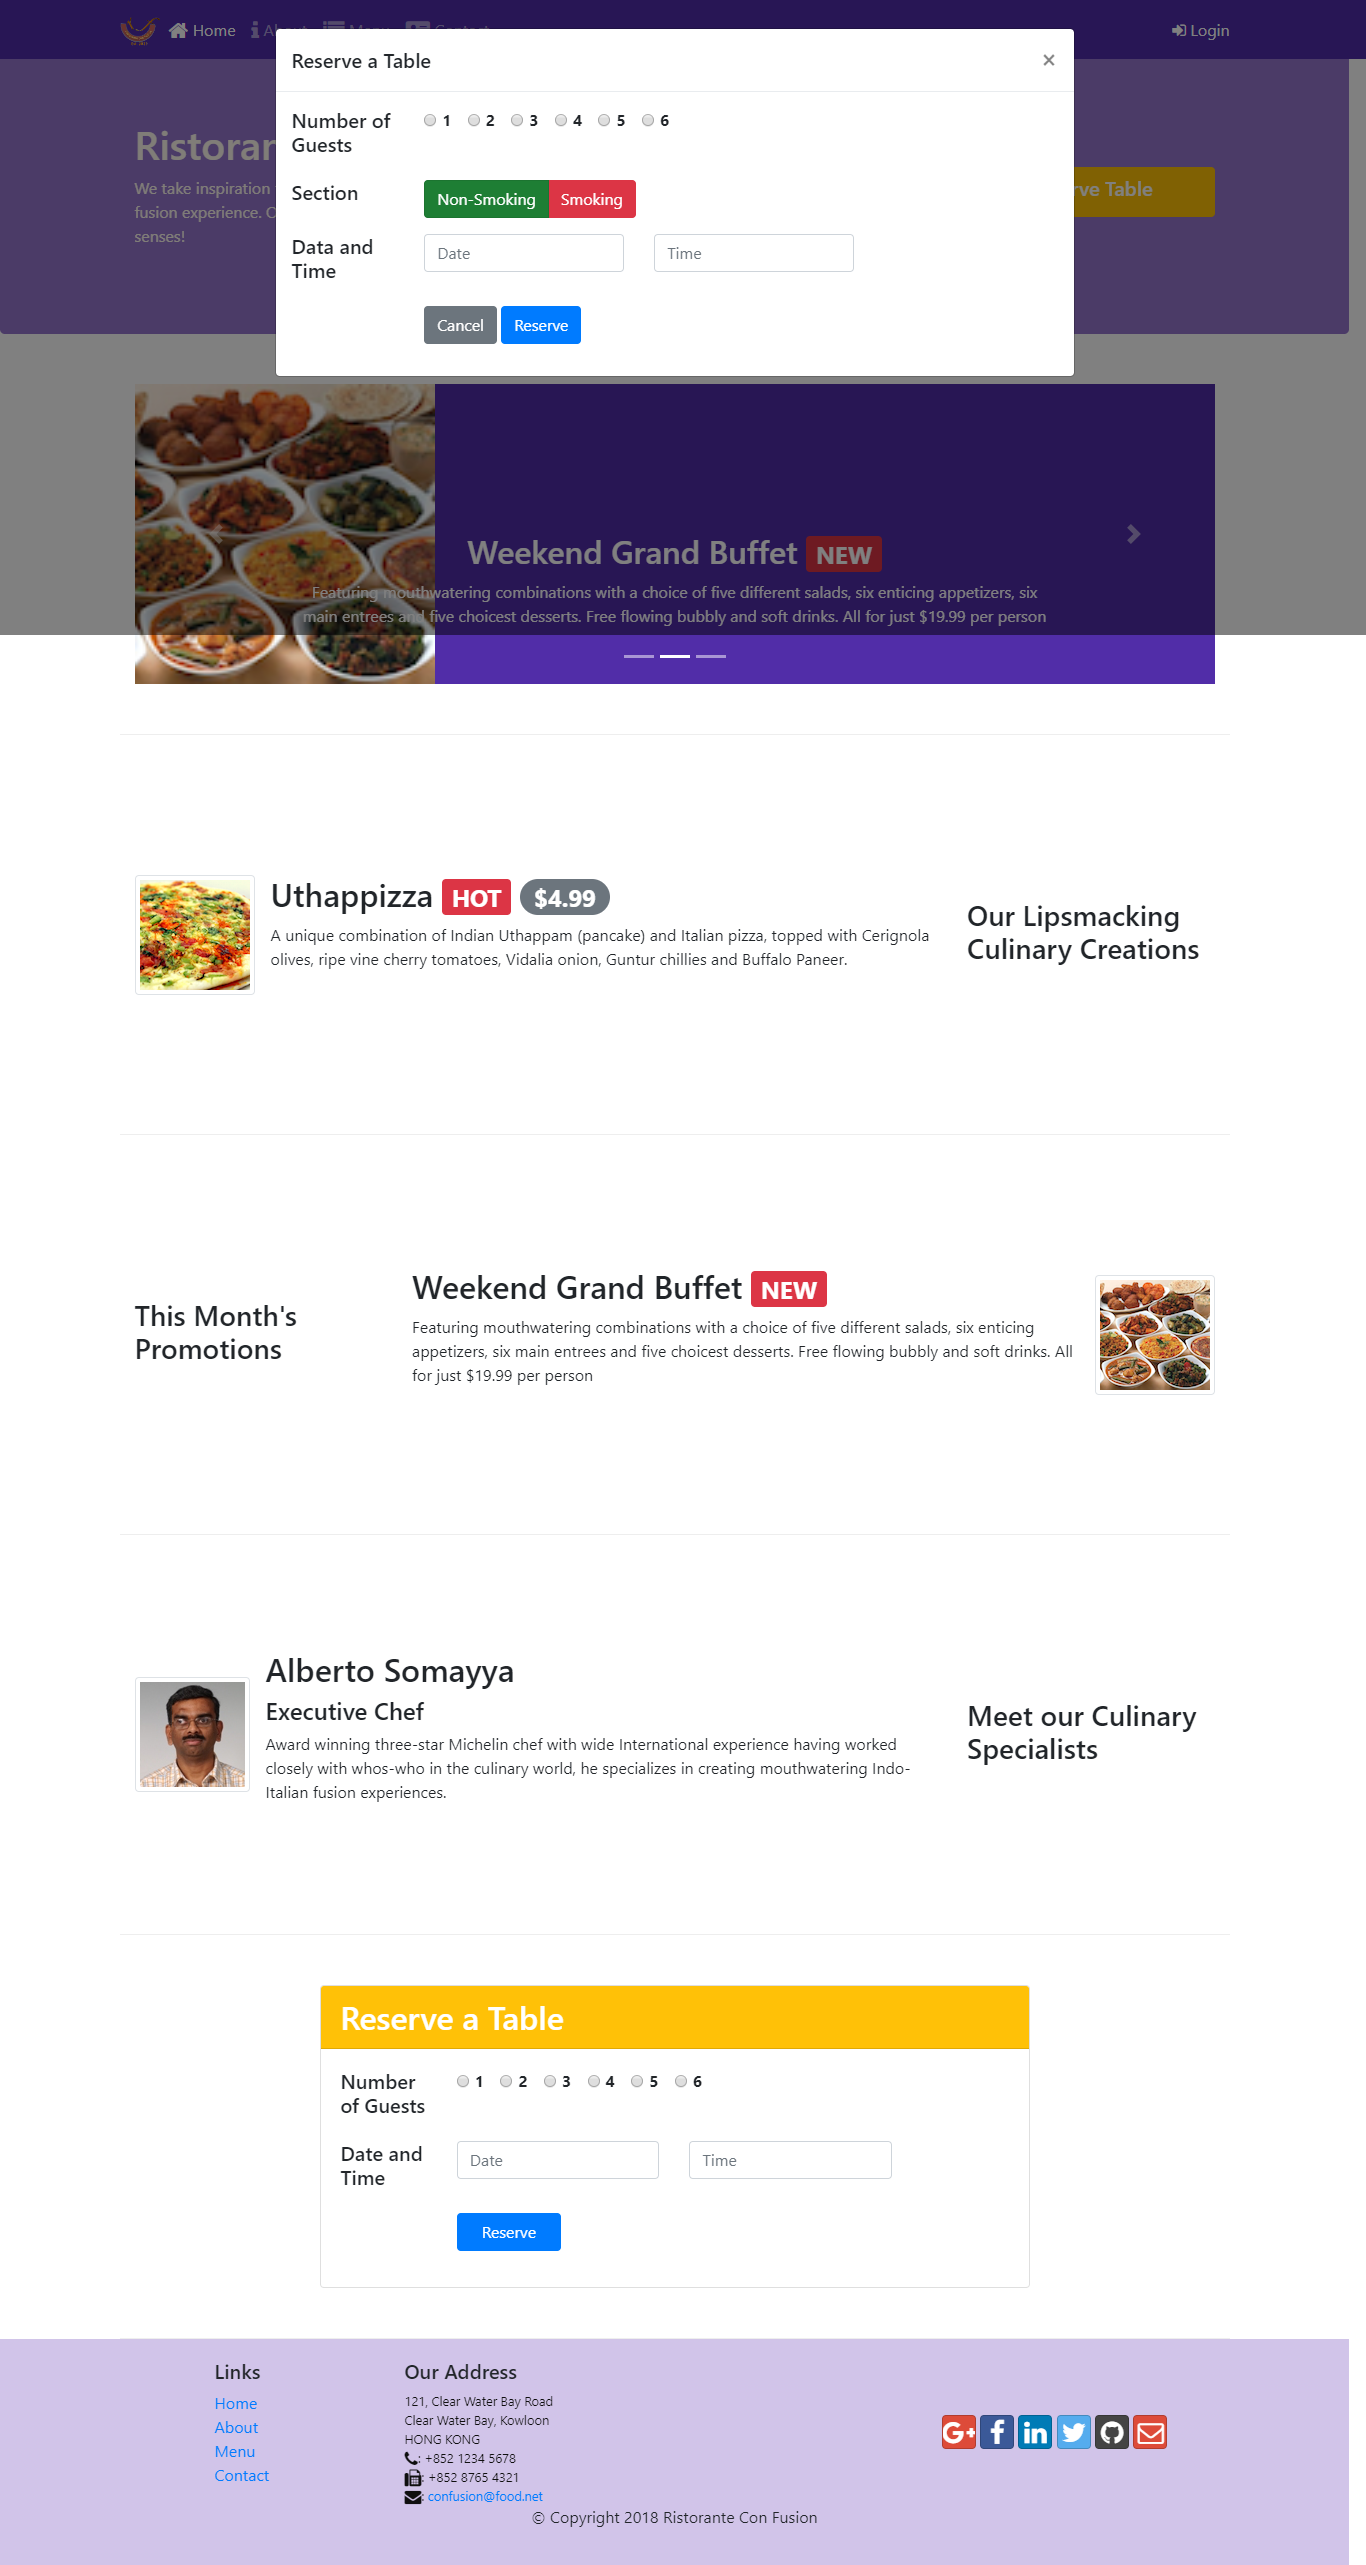 Home
Login
Reserve a Table
×
Number of
Guests
1 2 3 4 5 6
Section
Non-Smoking Smoking
Data and
Time
Date
Time
Cancel Reserve
We take inspiration
fusion experience.
senses!
Table
Weekend Grand Buffet NEW
Featuring mouthwatering combinations with a choice of five different salads, six enticing appetizers, six
main entrees and five choicest desserts. Free flowing bubbly and soft drinks. All for just $19.99 per person
Uthappizza HOT $4.99
A unique combination of Indian Uthappam (pancake) and Italian pizza, topped with Cerignola
olives, ripe vine cherry tomatoes, Vidalia onion, Guntur chillies and Buffalo Paneer.
Our Lipsmacking
Culinary Creations
This Month's
Promotions
Weekend Grand Buffet NEW
Featuring mouthwatering combinations with a choice of five different salads, six enticing
appetizers, six main entrees and five choicest desserts. Free flowing bubbly and soft drinks. All
for just $19.99 per person
Alberto Somayya
Executive Chef
Award winning three-star Michelin chef with wide International experience having worked
closely with whos-who in the culinary world, he specializes in creating mouthwatering Indo-
Italian fusion experiences.
Meet our Culinary
Specialists
Reserve a Table
Number
of Guests
1 2 3 4 5 6
Date and
Time
Date
Time
Reserve
Links
Home
About
Menu
Contact
Our Address
121, Clear Water Bay Road
Clear Water Bay, Kowloon
HONG KONG
: +852 1234 5678
: +852 8765 4321
: confusion@food.net
© Copyright 2018 Ristorante Con Fusion